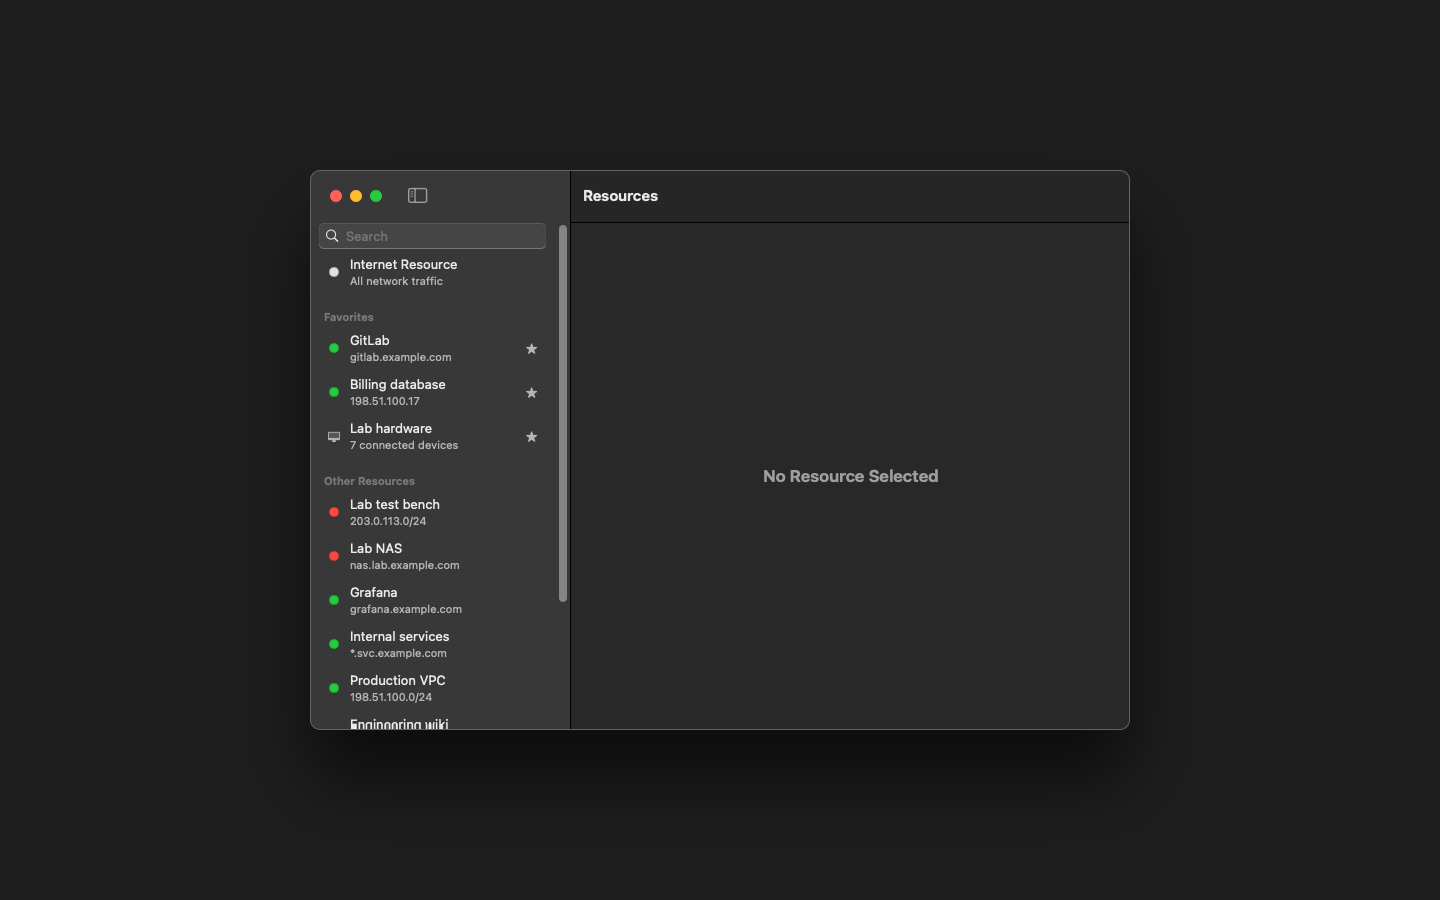 Resources
Search
Internet Resource
All network traffic
Favorites
GitLab
gitlab.example.com
Billing database
198.51.100.17
Lab hardware
7 connected devices
Other Resources
Lab test bench
203.0.113.0/24
Lab NAS
nas.lab.example.com
Grafana
grafana.example.com
Internal services
*.svc.example.com
Production VPC
198.51.100.0/24
Engineering wiki
No Resource Selected